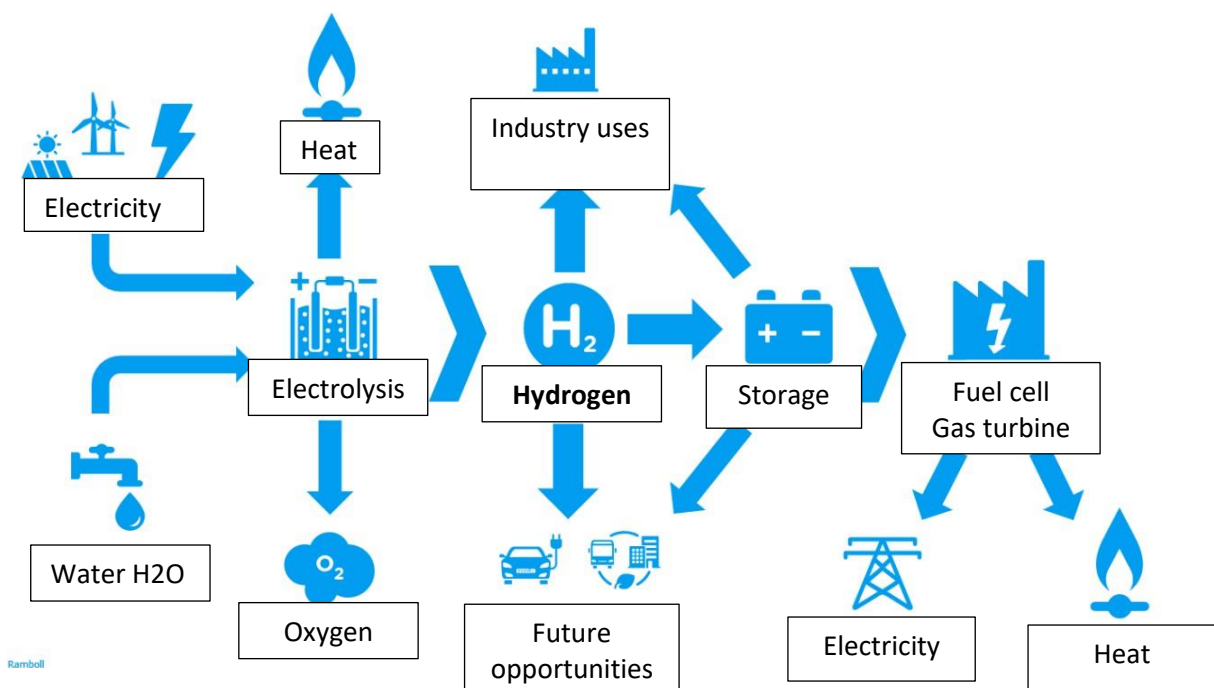 Heat
Industry uses
Electricity
+ −
H2
+ −
Electrolysis
Hydrogen
Storage
Fuel cell
Gas turbine
Water H2O
O2
Oxygen
Future
opportunities
Electricity
Heat
Ramboll